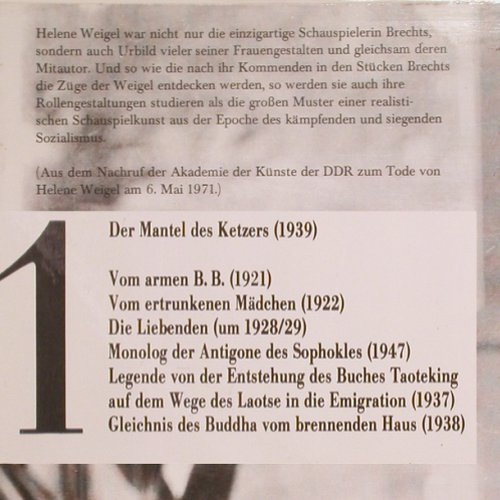 Helene Weigel war nicht nur die einzigartige Schauspielerin Brechts,
sondern auch Urbild vieler seiner Frauengestalten und gleichsam deren
Mitautor. Und so wie die nach ihr Kommenden in den Stücken Brechts
die Züge der Weigel entdecken werden, so werden sie auch ihre
Rollengestaltungen studieren als die großen Muster einer realisti-
schen Schauspielkunst aus der Epoche des kämpfenden und siegenden
Sozialismus.
(Aus dem Nachruf der Akademie der Künste der DDR zum Tode von
Helene Weigel am 6. Mai 1971.)
1
Der Mantel des Ketzers (1939)
Vom armen B. B. (1921)
Vom ertrunkenen Mädchen (1922)
Die Liebenden (um 1928/29)
Monolog der Antigone des Sophokles (1947)
Legende von der Entstehung des Buches Taoteking
auf dem Wege des Laotse in die Emigration (1937)
Gleichnis des Buddha vom brennenden Haus (1938)